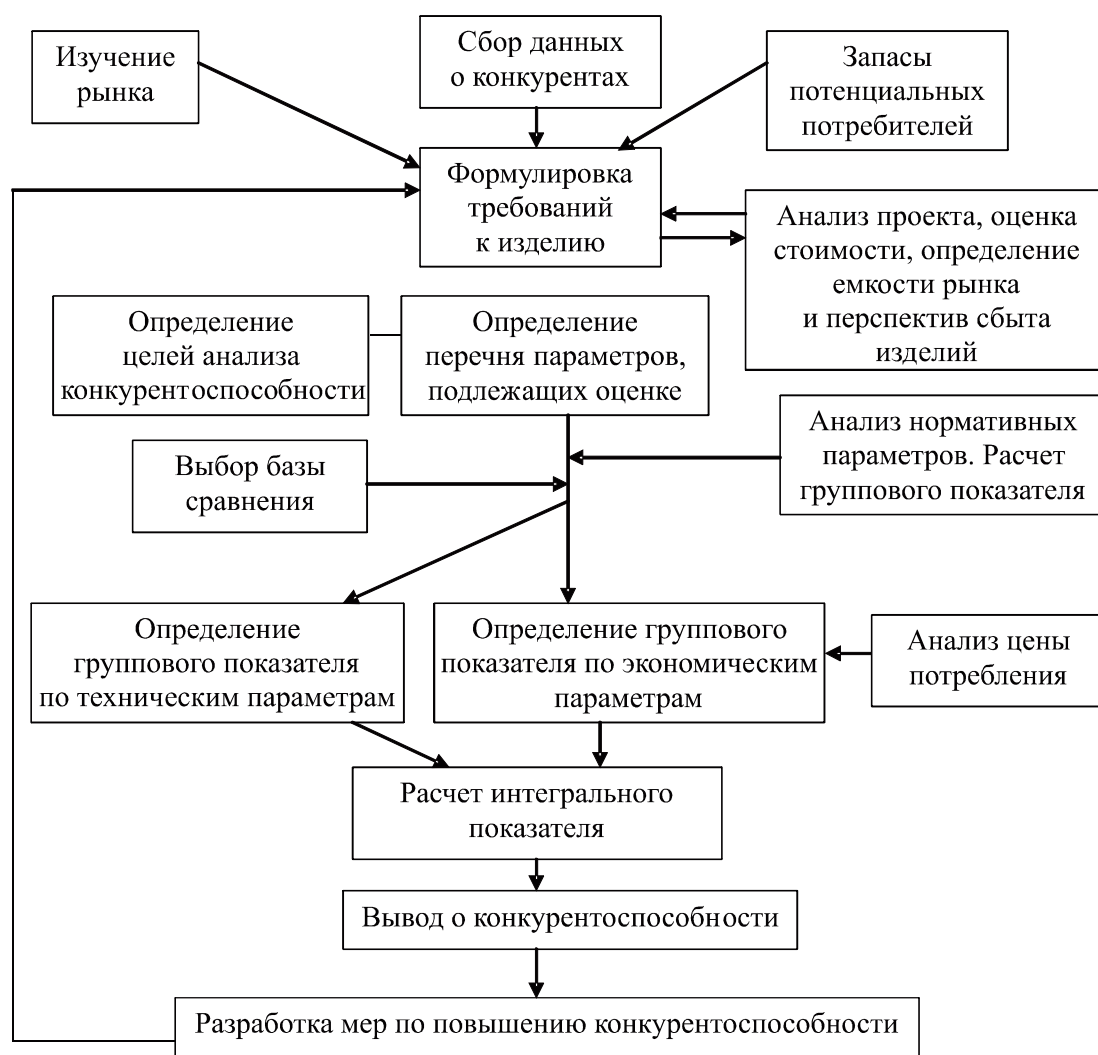 Изучение
рынка
Сбор данных
о конкурентах
Запасы
потенциальных
потребителей
Формулировка
требований
к изделию
Анализ проекта, оценка
стоимости, определение
емкости рынка
и перспектив сбыта
изделий
Определение
целей анализа
конкурентоспособности
Определение
перечня параметров,
подлежащих оценке
Анализ нормативных
параметров. Расчет
группового показателя
Выбор базы
сравнения
Определение
группового показателя
по техническим параметрам
Определение группового
показателя по экономическим
параметрам
Анализ цены
потребления
Расчет интегрального
показателя
Вывод о конкурентоспособности
Разработка мер по повышению конкурентоспособности